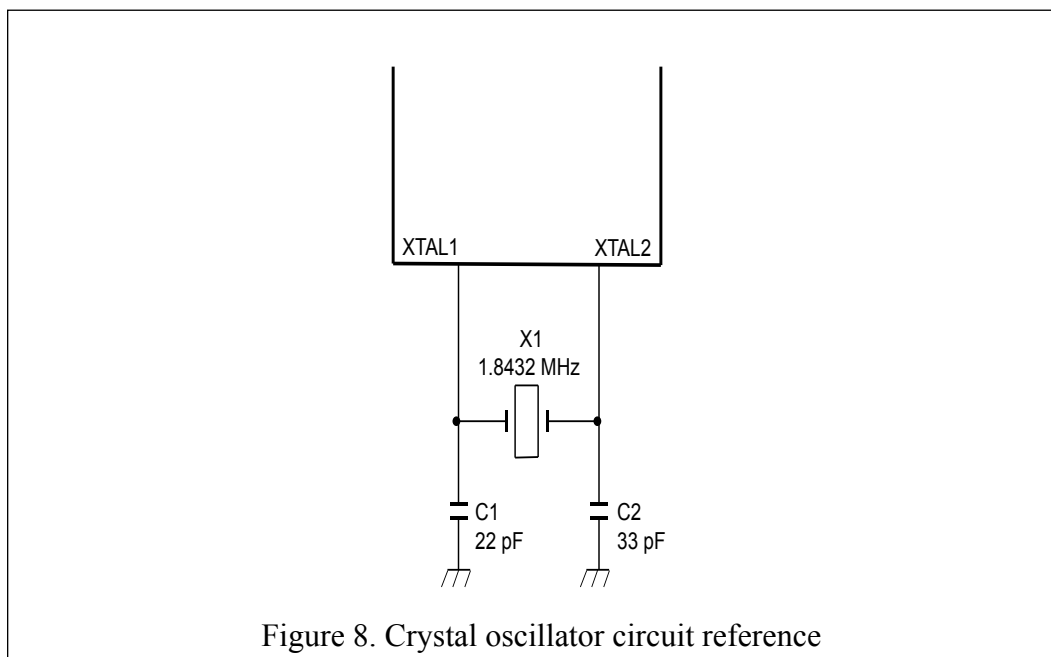 XTAL1
XTAL2
X1
1.8432 MHz
C1
22 pF
C2
33 pF
Figure 8. Crystal oscillator circuit reference